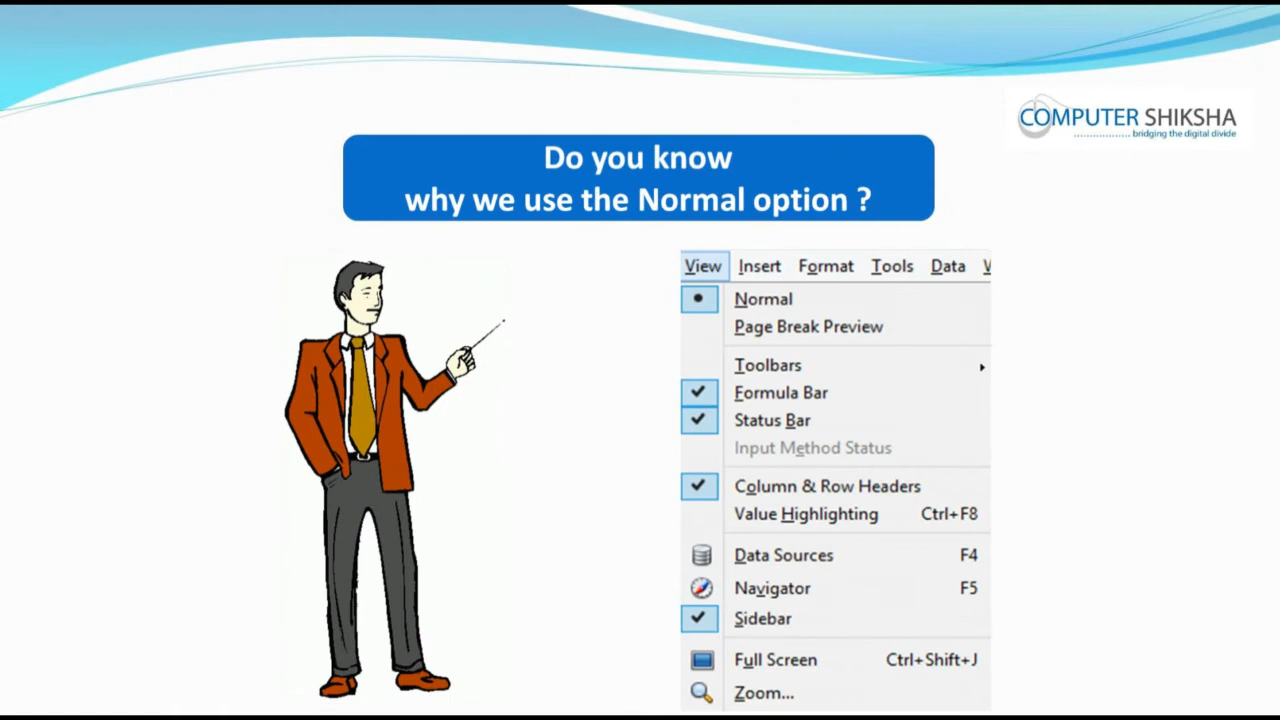 COMPUTER SHIKSHA
bridging the digital divide
Do you know
why we use the Normal option ?
View Insert Format Tools Data
Normal
Page Break Preview
Toolbars
Formula Bar
Status Bar
Input Method Status
Column & Row Headers
Value Highlighting Ctrl+F8
Data Sources F4
Navigator F5
Sidebar
Full Screen Ctrl+Shift+J
Zoom...